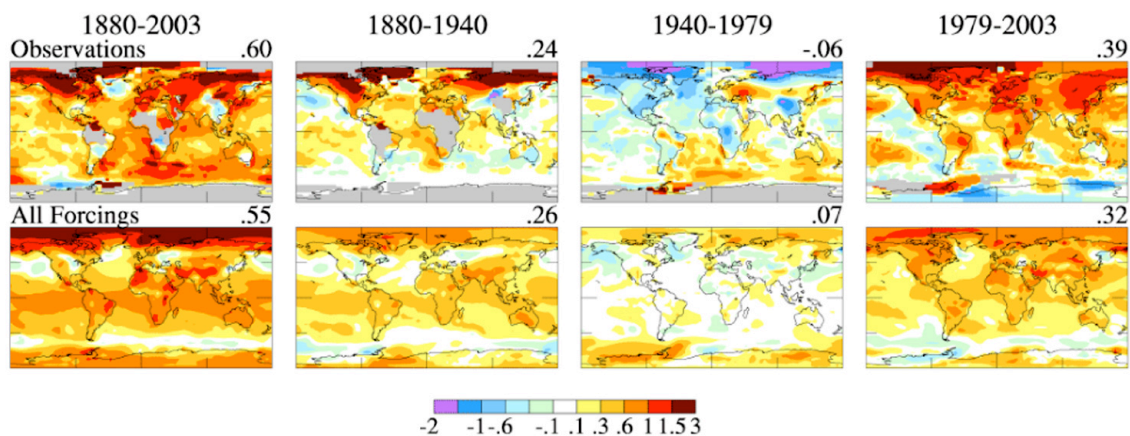 1880-2003 1880-1940 1940-1979 1979-2003
Observations .60 .24 -.06 .39
All Forcings .55 .26 .07 .32
-2 -1 -.6 -.1 .1 .3 .6 1 1.5 3